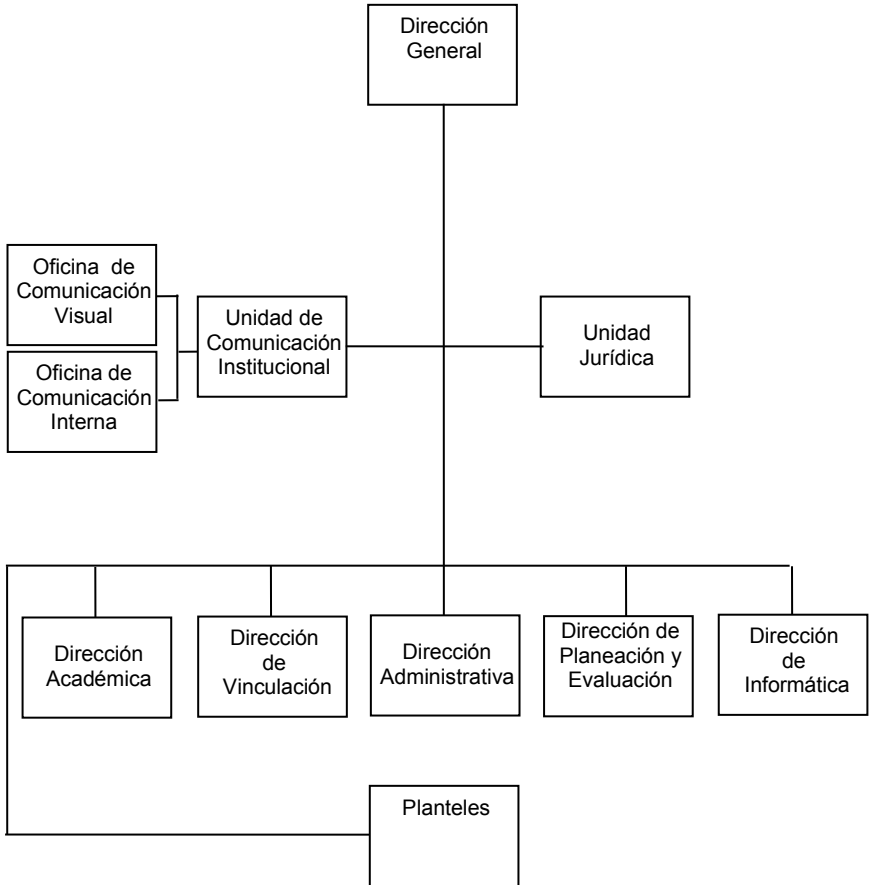 Dirección
General
Oficina de
Comunicación
Visual
Unidad de
Comunicación
Institucional
Unidad
Jurídica
Oficina de
Comunicación
Interna
Dirección
Académica
Dirección
de
Vinculación
Dirección
Administrativa
Dirección de
Planeación y
Evaluación
Dirección
de
Informática
Planteles